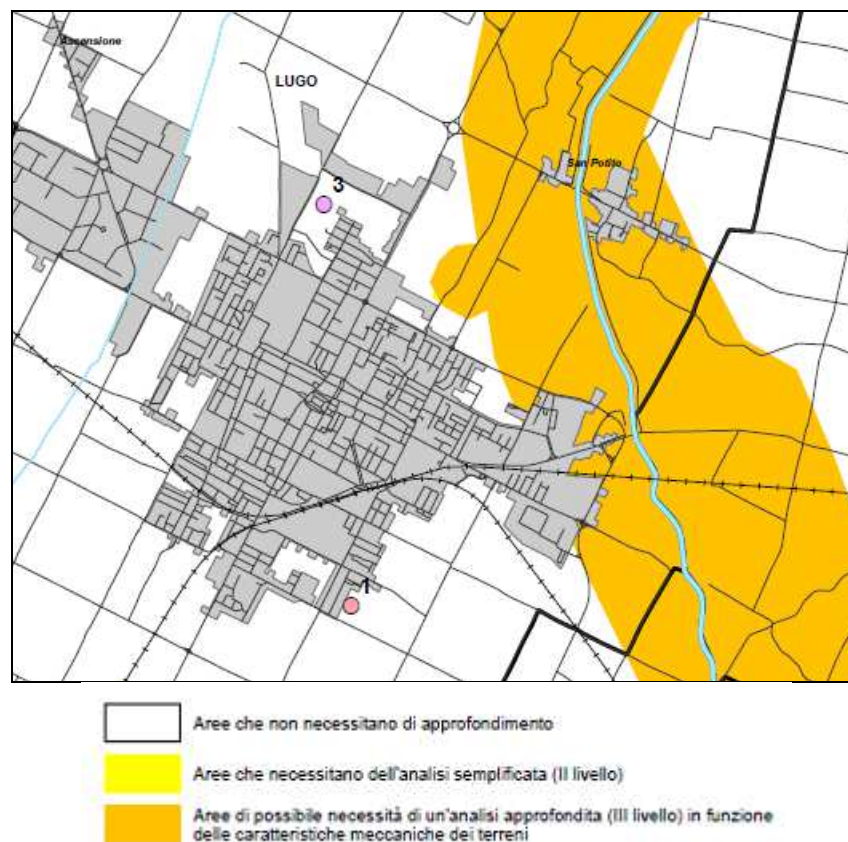 Ascensione
LUGO
San Potito
3
1
Aree che non necessitano di approfondimento
Aree che necessitano dell'analisi semplificata (II livello)
Aree di possibile necessità di un'analisi approfondita (III livello) in funzione
delle caratteristiche meccaniche dei terreni